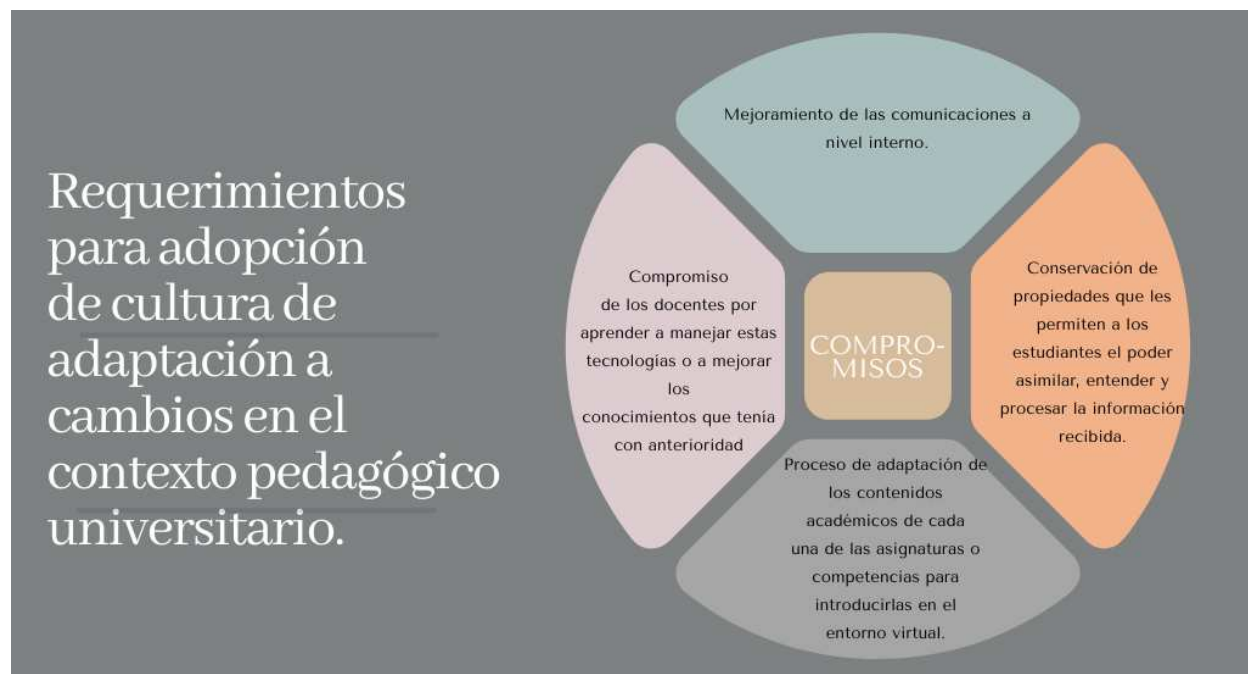 Requerimientos
para adopción
de cultura de
adaptación a
cambios en el
contexto pedagógico
universitario.
Mejoramiento de las comunicaciones a
nivel interno.
Compromiso
de los docentes por
aprender a manejar estas
tecnologías o a mejorar
los
conocimientos que tenía
con anterioridad
COMPRO-
MISOS
Conservación de
propiedades que les
permiten a los
estudiantes el poder
asimilar, entender y
procesar la información
recibida.
Proceso de adaptación de
los contenidos
académicos de cada
una de las asignaturas o
competencias para
introducirlas en el
entorno virtual.